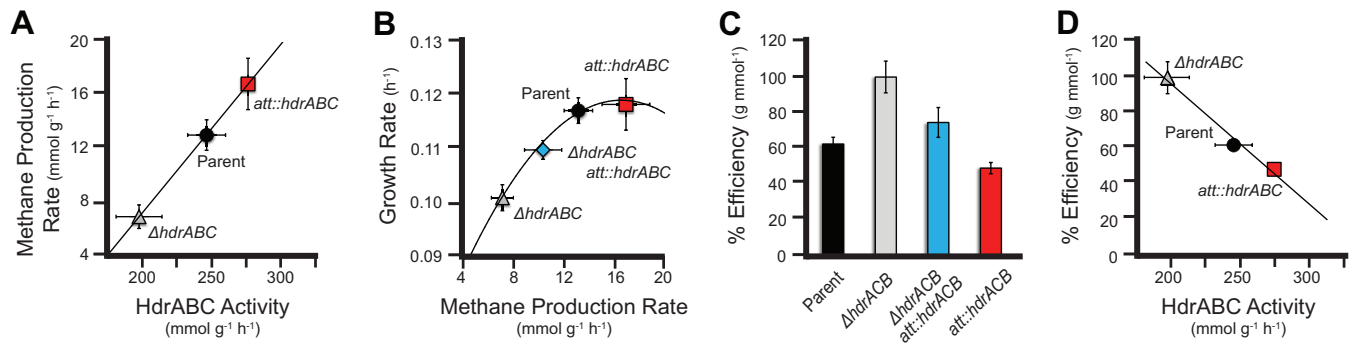 A
Methane Production
Rate (mmol g⁻¹ h⁻¹)
20
16
12
8
4
att::hdrABC
Parent
ΔhdrABC
200
250
300
HdrABC Activity
(mmol g⁻¹ h⁻¹)
B
Growth Rate (h⁻¹)
0.13
0.12
0.11
0.10
0.09
att::hdrABC
Parent
ΔhdrABC
att::hdrABC
ΔhdrABC
4
8
12
16
20
Methane Production Rate
(mmol g⁻¹ h⁻¹)
C
% Efficiency (g mmol⁻¹)
120
100
80
60
40
20
0
Parent
ΔhdrACB
ΔhdrACB
att::hdrACB
att::hdrACB
D
% Efficiency (g mmol⁻¹)
120
100
80
60
40
20
0
ΔhdrABC
Parent
att::hdrABC
200
250
300
HdrABC Activity
(mmol g⁻¹ h⁻¹)